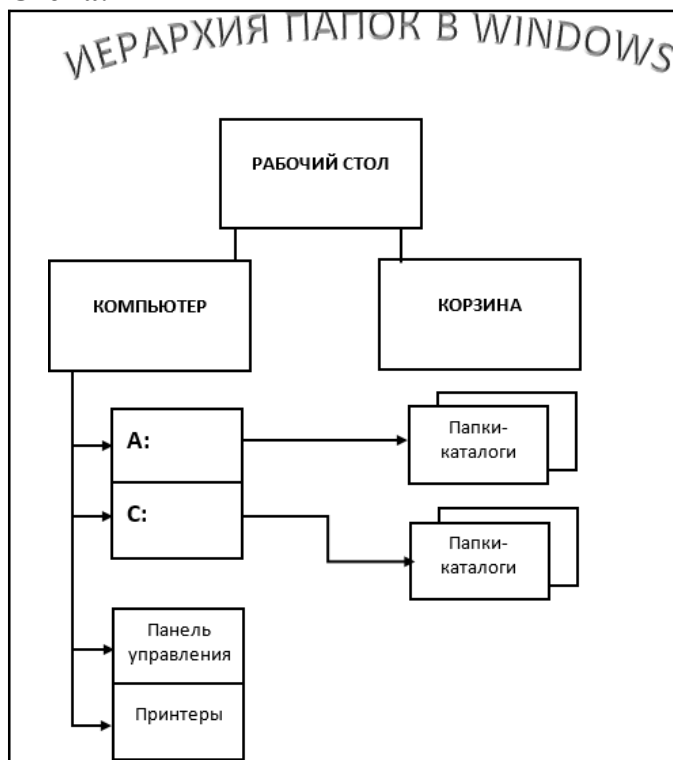 ИЕРАРХИЯ ПАПОК В WINDOWS
РАБОЧИЙ СТОЛ
КОМПЬЮТЕР
КОРЗИНА
А:
Папки-
каталоги
С:
Папки-
каталоги
Панель
управления
Принтеры